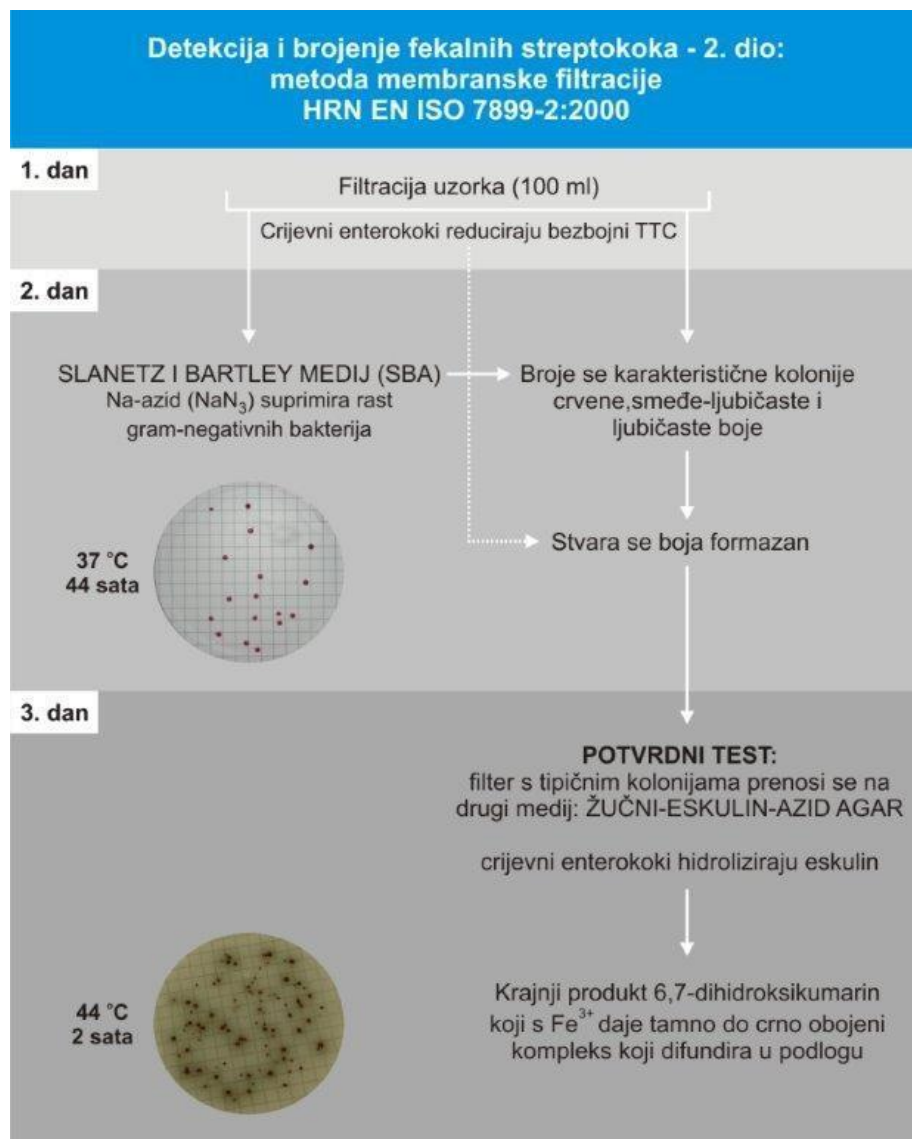 Detekcija i brojenje fekalnih streptokoka - 2. dio:
metoda membranske filtracije
HRN EN ISO 7899-2:2000
1. dan
Filtracija uzorka (100 ml)
Crijevni enterokoki reduciraju bezbojni TTC
2. dan
SLANETZ I BARTLEY MEDIJ (SBA)
Na-azid (NaN₃) suprimira rast
gram-negativnih bakterija
Broje se karakteristične kolonije
crvene,smeđe-ljubičaste i
ljubičaste boje
37 °C
44 sata
Stvara se boja formazan
3. dan
POTVRDNI TEST:
filter s tipičnim kolonijama prenosi se na
drugi medij: ŽUČNI-ESKULIN-AZID AGAR
crijevni enterokoki hidroliziraju eskulin
44 °C
2 sata
Krajnji produkt 6,7-dihidroksikumarin
koji s Fe³⁺ daje tamno do crno obojeni
kompleks koji difundira u podlogu